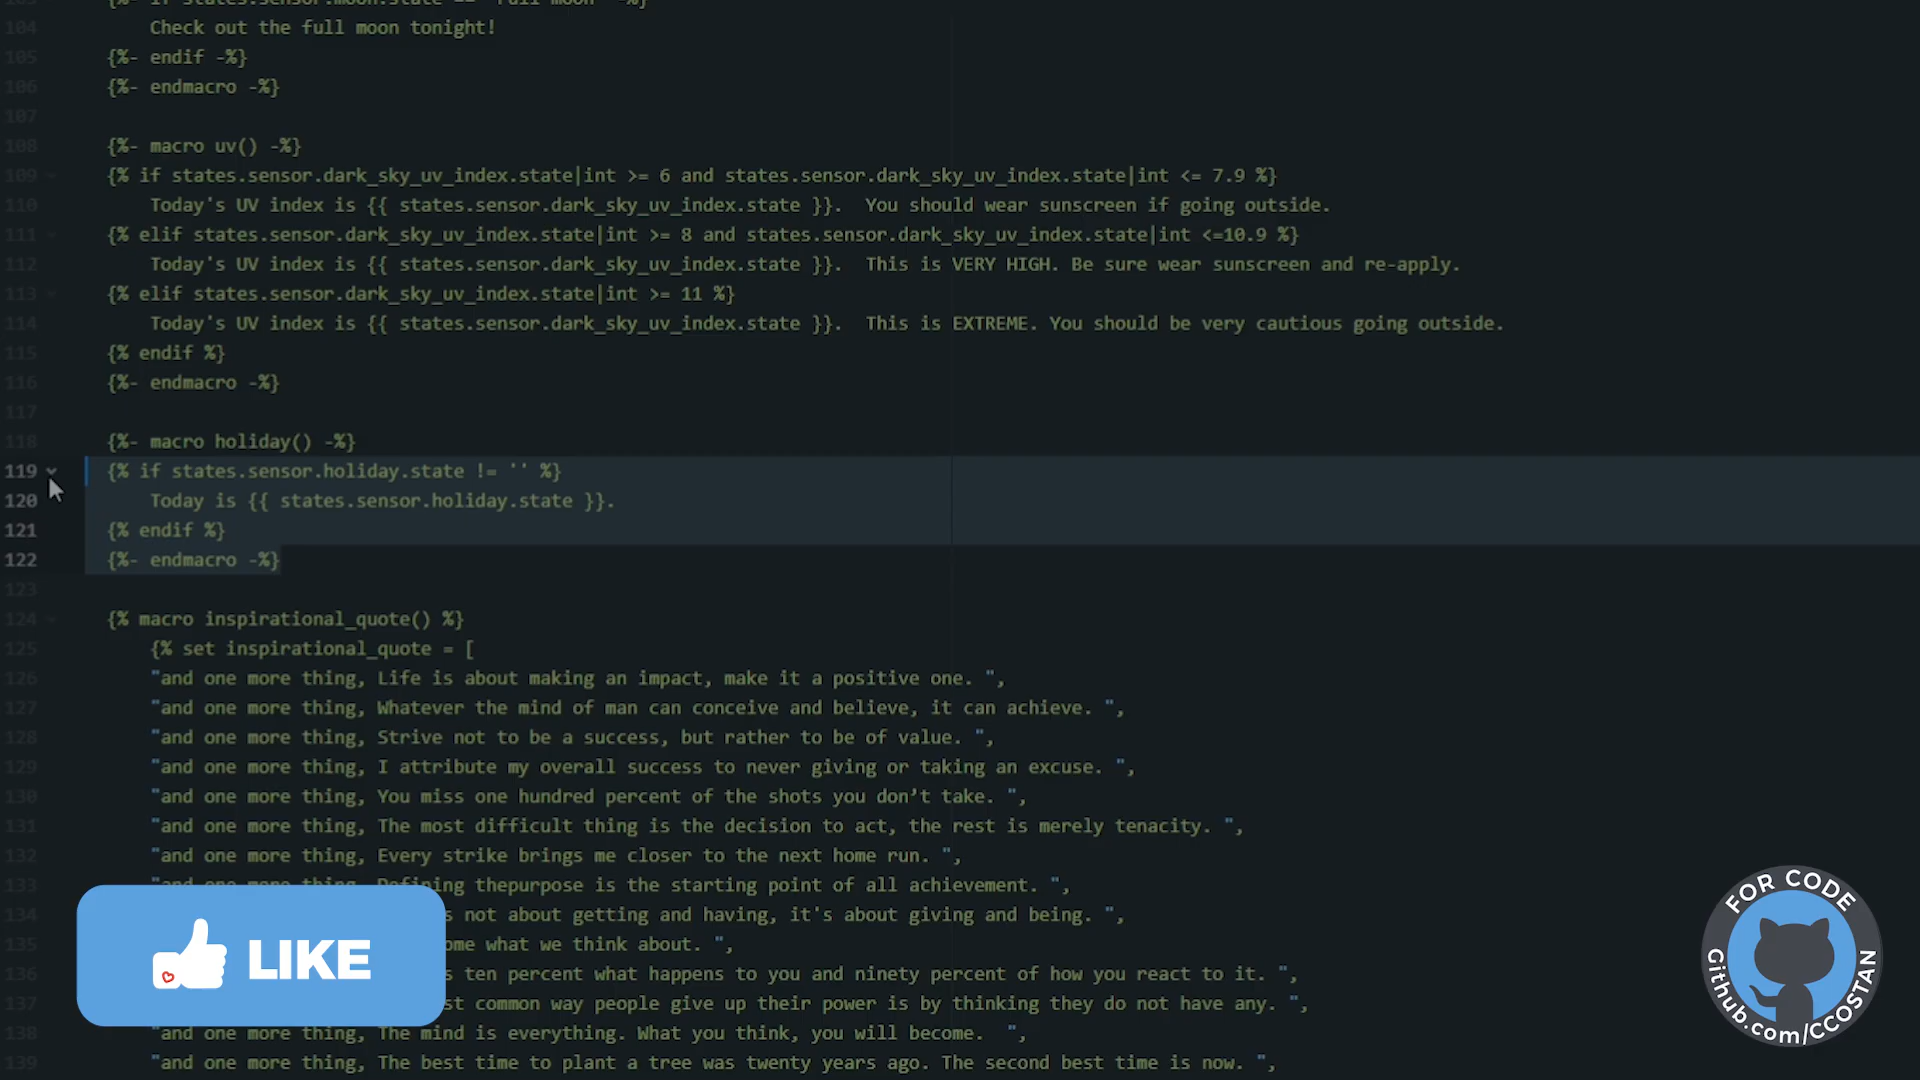 103 {%- if states.sensor.moon.state == 'full moon' -%}
104 Check out the full moon tonight!
105 {%- endif -%}
106 {%- endmacro -%}
107
108 {%- macro uv() -%}
109 {% if states.sensor.dark_sky_uv_index.state|int >= 6 and states.sensor.dark_sky_uv_index.state|int <= 7.9 %}
110 Today's UV index is {{ states.sensor.dark_sky_uv_index.state }}.  You should wear sunscreen if going outside.
111 {% elif states.sensor.dark_sky_uv_index.state|int >= 8 and states.sensor.dark_sky_uv_index.state|int <=10.9 %}
112 Today's UV index is {{ states.sensor.dark_sky_uv_index.state }}.  This is VERY HIGH. Be sure wear sunscreen and re-apply.
113 {% elif states.sensor.dark_sky_uv_index.state|int >= 11 %}
114 Today's UV index is {{ states.sensor.dark_sky_uv_index.state }}.  This is EXTREME. You should be very cautious going outside.
115 {% endif %}
116 {%- endmacro -%}
117
118 {%- macro holiday() -%}
119 {% if states.sensor.holiday.state != '' %}
120 Today is {{ states.sensor.holiday.state }}.
121 {% endif %}
122 {%- endmacro -%}
123
124 {% macro inspirational_quote() %}
125 {% set inspirational_quote = [
126 "and one more thing, Life is about making an impact, make it a positive one. ",
127 "and one more thing, Whatever the mind of man can conceive and believe, it can achieve. ",
128 "and one more thing, Strive not to be a success, but rather to be of value. ",
129 "and one more thing, I attribute my overall success to never giving or taking an excuse. ",
130 "and one more thing, You miss one hundred percent of the shots you don’t take. ",
131 "and one more thing, The most difficult thing is the decision to act, the rest is merely tenacity. ",
132 "and one more thing, Every strike brings me closer to the next home run. ",
133 "and one more thing, Defining thepurpose is the starting point of all achievement. ",
134 not about getting and having, it's about giving and being. ",
135 what we think about. ",
136 ten percent what happens to you and ninety percent of how you react to it. ",
137 common way people give up their power is by thinking they do not have any. ",
138 "and one more thing, The mind is everything. What you think, you will become.  ",
139 "and one more thing, The best time to plant a tree was twenty years ago. The second best time is now. ",
LIKE
FOR CODE
Github.com/CCOSTAN